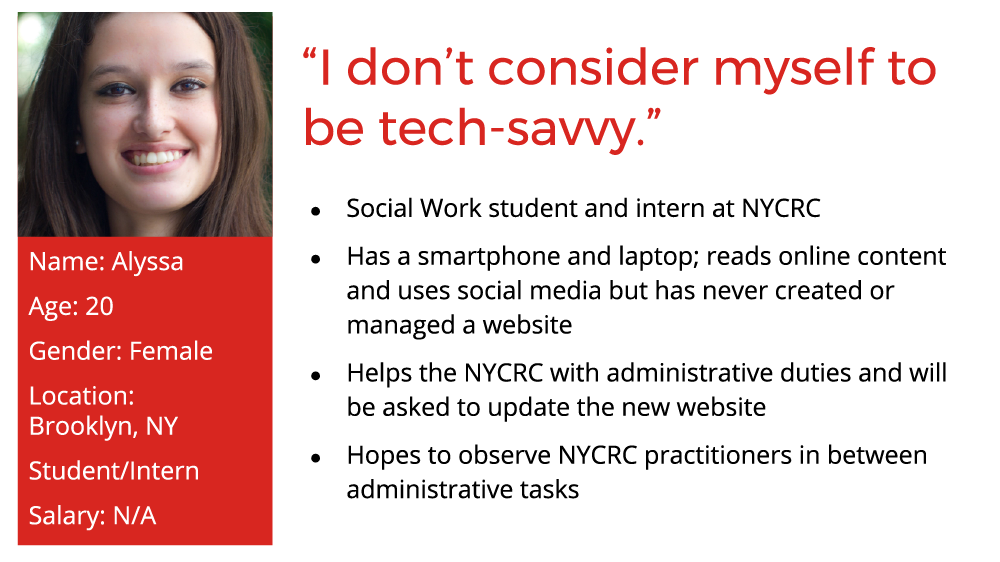 “I don’t consider myself to
be tech-savvy.”
● Social Work student and intern at NYCRC
● Has a smartphone and laptop; reads online content
and uses social media but has never created or
managed a website
● Helps the NYCRC with administrative duties and will
be asked to update the new website
● Hopes to observe NYCRC practitioners in between
administrative tasks
Name: Alyssa
Age: 20
Gender: Female
Location:
Brooklyn, NY
Student/Intern
Salary: N/A